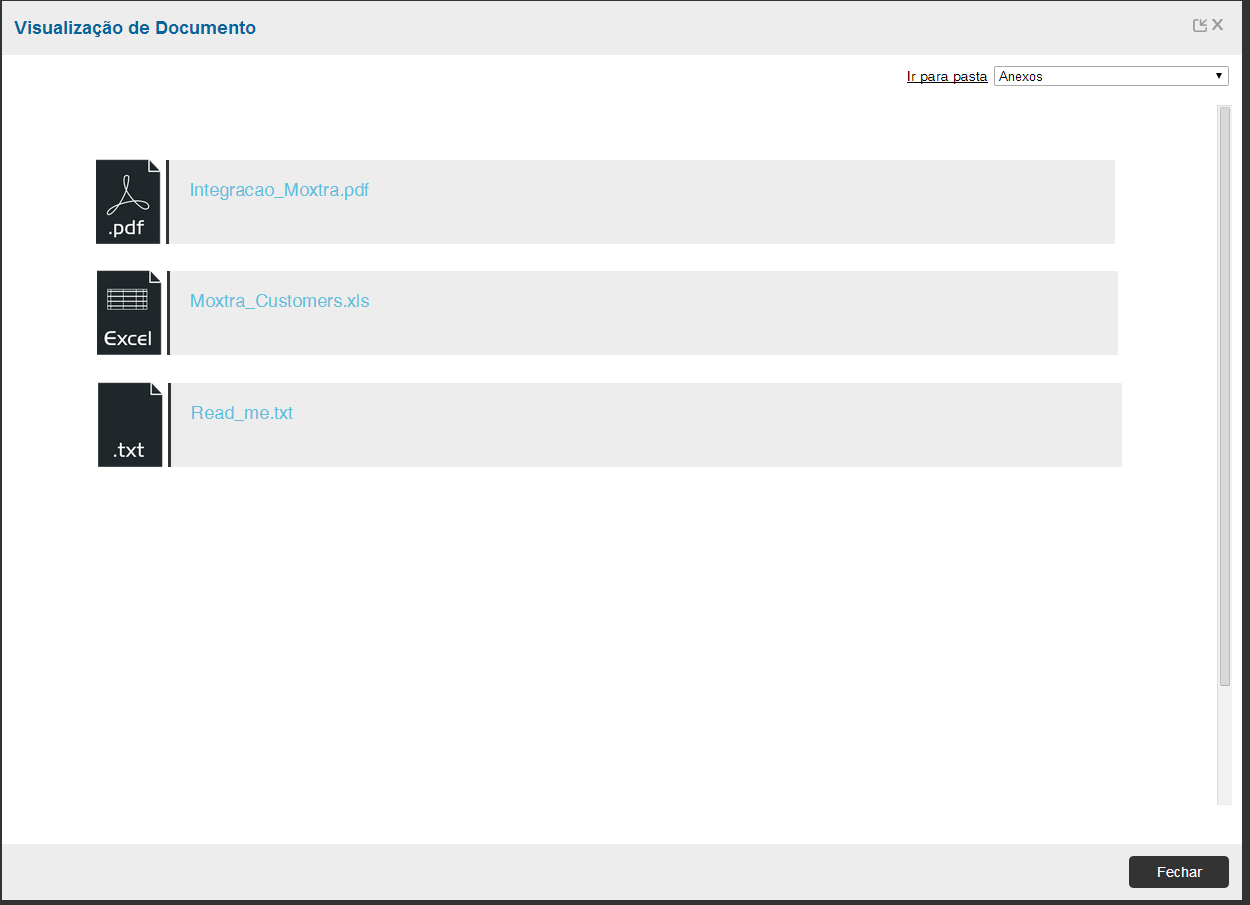 Visualização de Documento
Ir para pasta Anexos
.pdf
Integracao_Moxtra.pdf
Excel
Moxtra_Customers.xls
.txt
Read_me.txt
Fechar